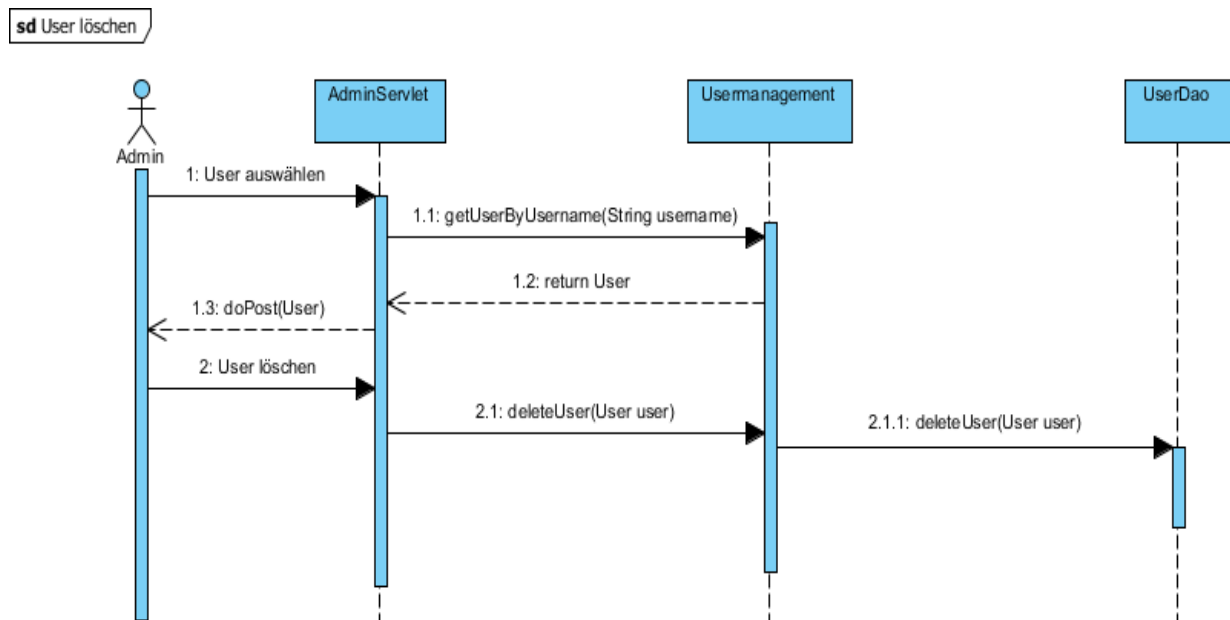 sd User löschen
AdminServlet
Usermanagement
UserDao
Admin
1: User auswählen
1.1: getUserByUsername(String username)
1.2: return User
1.3: doPost(User)
2: User löschen
2.1: deleteUser(User user)
2.1.1: deleteUser(User user)